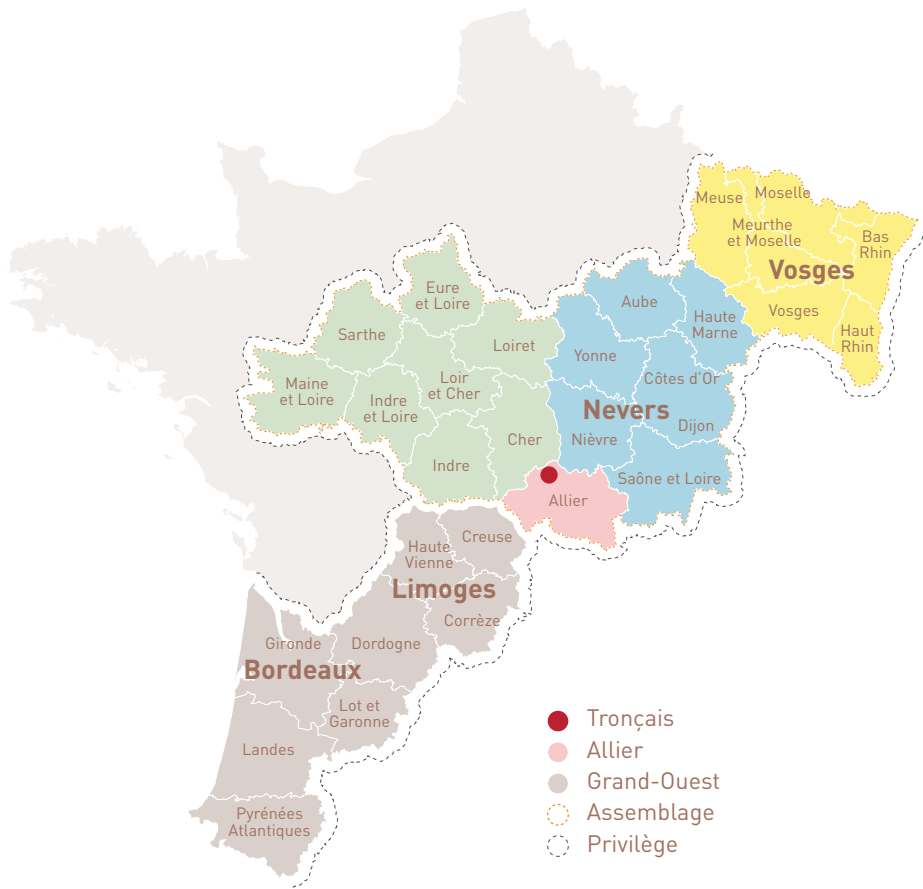 Meuse
Moselle
Meurthe
et Moselle
Bas
Rhin
Vosges
Vosges
Haut
Rhin
Eure
et Loire
Sarthe
Loiret
Maine
et Loire
Indre
et Loire
Loir
et Cher
Cher
Indre
Aube
Haute
Marne
Yonne
Côtes d'Or
Nevers
Nièvre
Dijon
Saône et Loire
Allier
Creuse
Haute
Vienne
Limoges
Corrèze
Gironde
Dordogne
Bordeaux
Lot et
Garonne
Landes
Pyrénées
Atlantiques
Tronçais
Allier
Grand-Ouest
Assemblage
Privilège